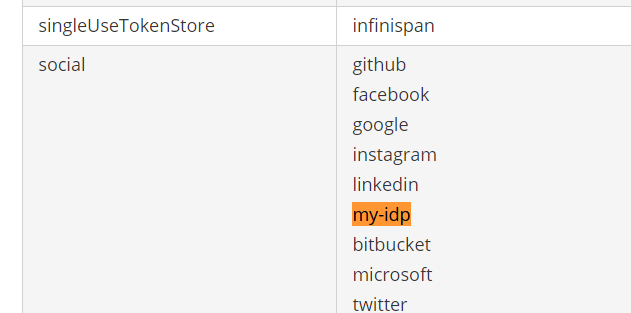 singleUseTokenStore infinispan
social github
facebook
google
instagram
linkedin
my-idp
bitbucket
microsoft
twitter